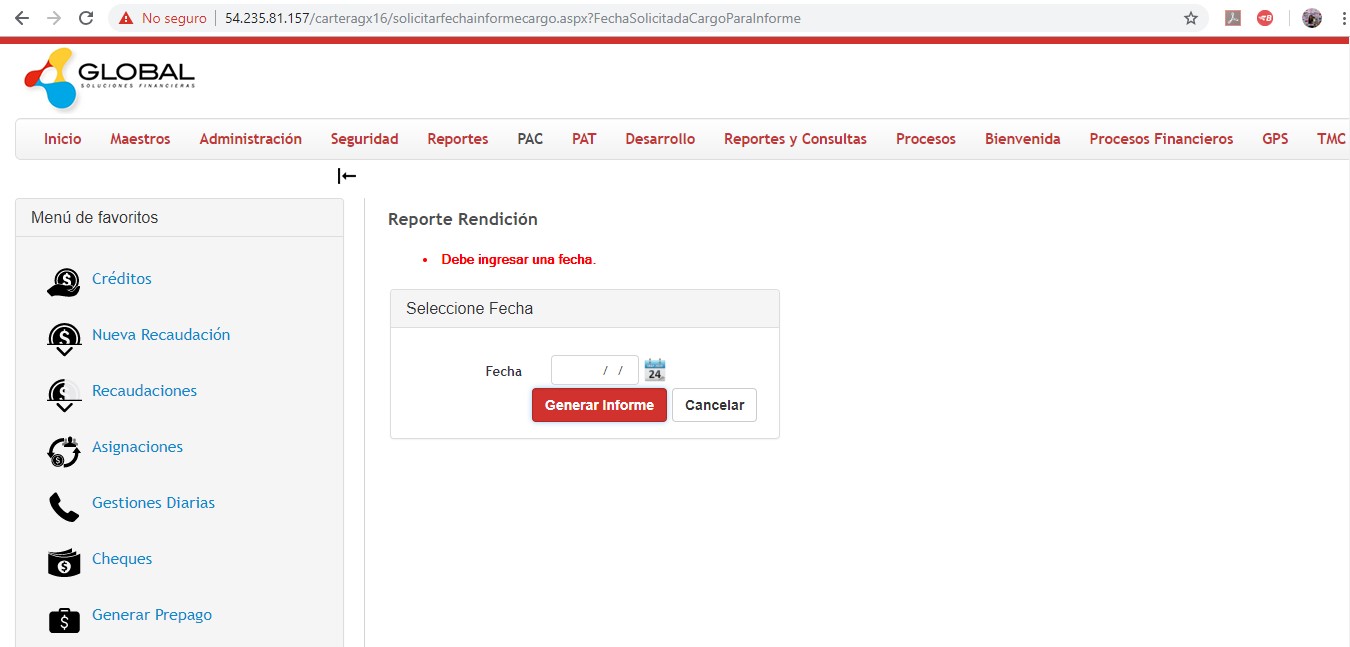 No seguro | 54.235.81.157/carteragx16/solicitarfechainformecargo.aspx?FechaSolicitadaCargoParaInforme
GLOBAL
SOLUCIONES FINANCIERAS
Inicio Maestros Administración Seguridad Reportes PAC PAT Desarrollo Reportes y Consultas Procesos Bienvenida Procesos Financieros GPS TMC
Menú de favoritos
Créditos
Nueva Recaudación
Recaudaciones
Asignaciones
Gestiones Diarias
Cheques
Generar Prepago
Reporte Rendición
• Debe ingresar una fecha.
Seleccione Fecha
Fecha / / 24
Generar Informe Cancelar